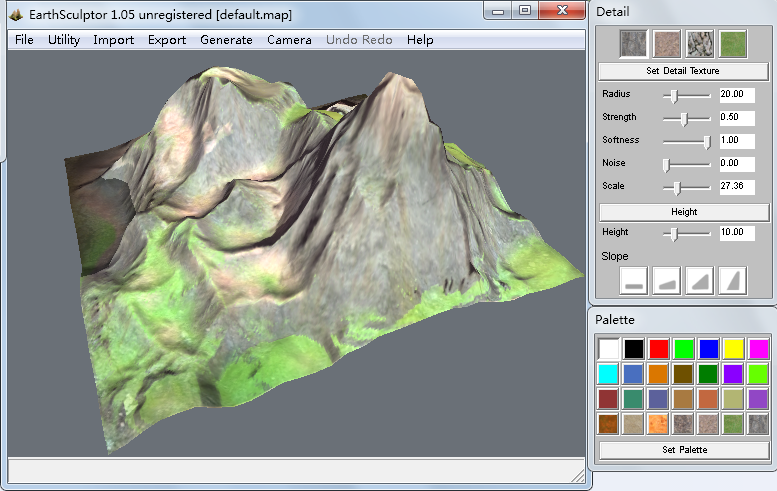 EarthSculptor 1.05 unregistered [default.map]
File Utility Import Export Generate Camera Undo Redo Help
Detail
Set Detail Texture
Radius 20.00
Strength 0.50
Softness 1.00
Noise 0.00
Scale 27.36
Height
Height 10.00
Slope
Palette
Set Palette